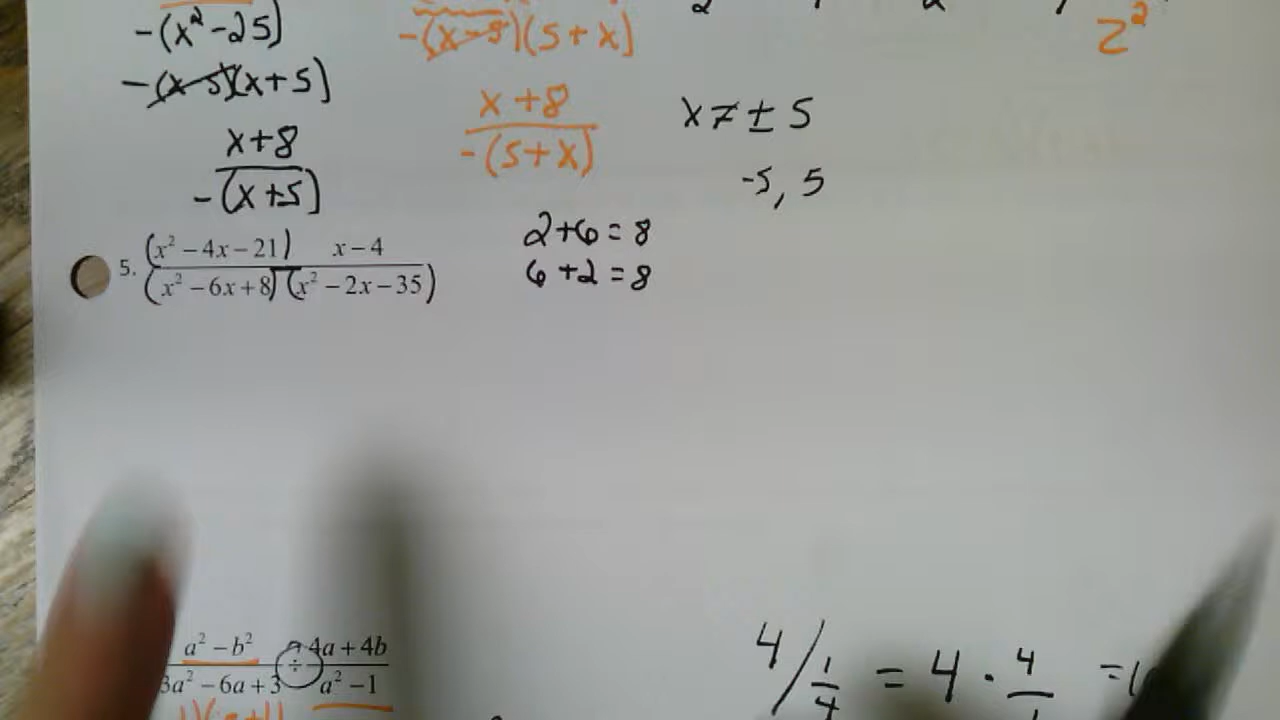 -(x²-25)
-(x-5)(x+5)
x+8
-(x+5)
-(x-5)(5+x)
x+8
-(5+x)
z²
x≠±5
-5, 5
5. (x²-4x-21) x-4
(x²-6x+8)(x²-2x-35)
2+6=8
6+2=8
a²-b² ÷ 4a+4b
3a²-6a+3 a²-1
4/1/4 = 4 · 4/1